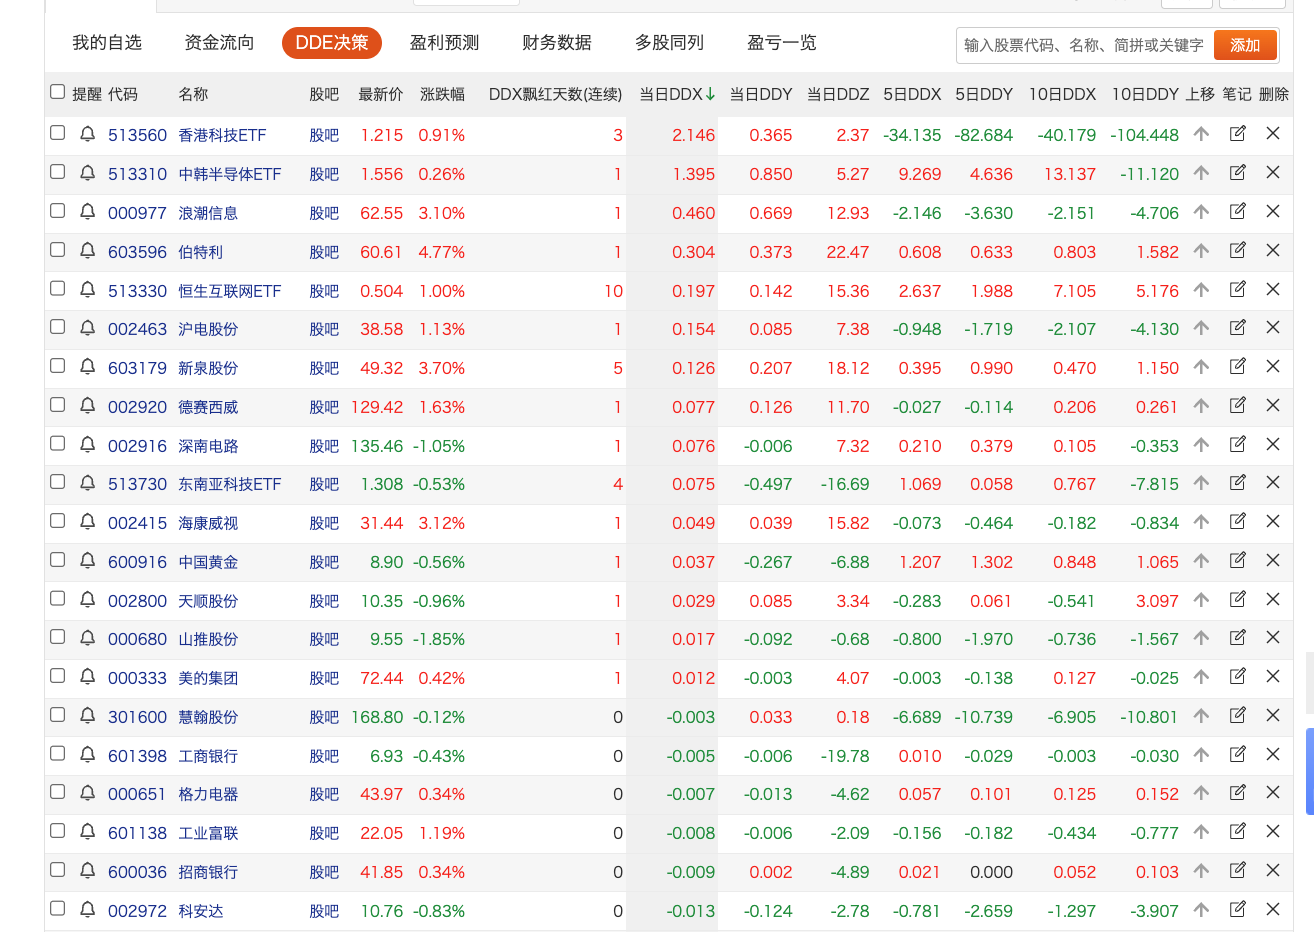 我的自选 资金流向 DDE决策 盈利预测 财务数据 多股同列 盈亏一览 输入股票代码、名称、简拼或关键字 添加
提醒 代码 名称 股吧 最新价 涨跌幅 DDX飘红天数(连续) 当日DDX↓ 当日DDY 当日DDZ 5日DDX 5日DDY 10日DDX 10日DDY 上移 笔记 删除
513560 香港科技ETF 股吧 1.215 0.91% 3 2.146 0.365 2.37 -34.135 -82.684 -40.179 -104.448
513310 中韩半导体ETF 股吧 1.556 0.26% 1 1.395 0.850 5.27 9.269 4.636 13.137 -11.120
000977 浪潮信息 股吧 62.55 3.10% 1 0.460 0.669 12.93 -2.146 -3.630 -2.151 -4.706
603596 伯特利 股吧 60.61 4.77% 1 0.304 0.373 22.47 0.608 0.633 0.803 1.582
513330 恒生互联网ETF 股吧 0.504 1.00% 10 0.197 0.142 15.36 2.637 1.988 7.105 5.176
002463 沪电股份 股吧 38.58 1.13% 1 0.154 0.085 7.38 -0.948 -1.719 -2.107 -4.130
603179 新泉股份 股吧 49.32 3.70% 5 0.126 0.207 18.12 0.395 0.990 0.470 1.150
002920 德赛西威 股吧 129.42 1.63% 1 0.077 0.126 11.70 -0.027 -0.114 0.206 0.261
002916 深南电路 股吧 135.46 -1.05% 1 0.076 -0.006 7.32 0.210 0.379 0.105 -0.353
513730 东南亚科技ETF 股吧 1.308 -0.53% 4 0.075 -0.497 -16.69 1.069 0.058 0.767 -7.815
002415 海康威视 股吧 31.44 3.12% 1 0.049 0.039 15.82 -0.073 -0.464 -0.182 -0.834
600916 中国黄金 股吧 8.90 -0.56% 1 0.037 -0.267 -6.88 1.207 1.302 0.848 1.065
002800 天顺股份 股吧 10.35 -0.96% 1 0.029 0.085 3.34 -0.283 0.061 -0.541 3.097
000680 山推股份 股吧 9.55 -1.85% 1 0.017 -0.092 -0.68 -0.800 -1.970 -0.736 -1.567
000333 美的集团 股吧 72.44 0.42% 1 0.012 -0.003 4.07 -0.003 -0.138 0.127 -0.025
301600 慧翰股份 股吧 168.80 -0.12% 0 -0.003 0.033 0.18 -6.689 -10.739 -6.905 -10.801
601398 工商银行 股吧 6.93 -0.43% 0 -0.005 -0.006 -19.78 0.010 -0.029 -0.003 -0.030
000651 格力电器 股吧 43.97 0.34% 0 -0.007 -0.013 -4.62 0.057 0.101 0.125 0.152
601138 工业富联 股吧 22.05 1.19% 0 -0.008 -0.006 -2.09 -0.156 -0.182 -0.434 -0.777
600036 招商银行 股吧 41.85 0.34% 0 -0.009 0.002 -4.89 0.021 0.000 0.052 0.103
002972 科安达 股吧 10.76 -0.83% 0 -0.013 -0.124 -2.78 -0.781 -2.659 -1.297 -3.907